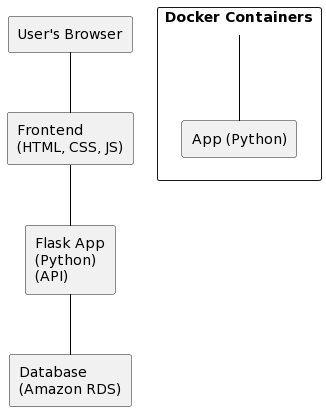 User's Browser
Frontend
(HTML, CSS, JS)
Flask App
(Python)
(API)
Database
(Amazon RDS)
Docker Containers
App (Python)